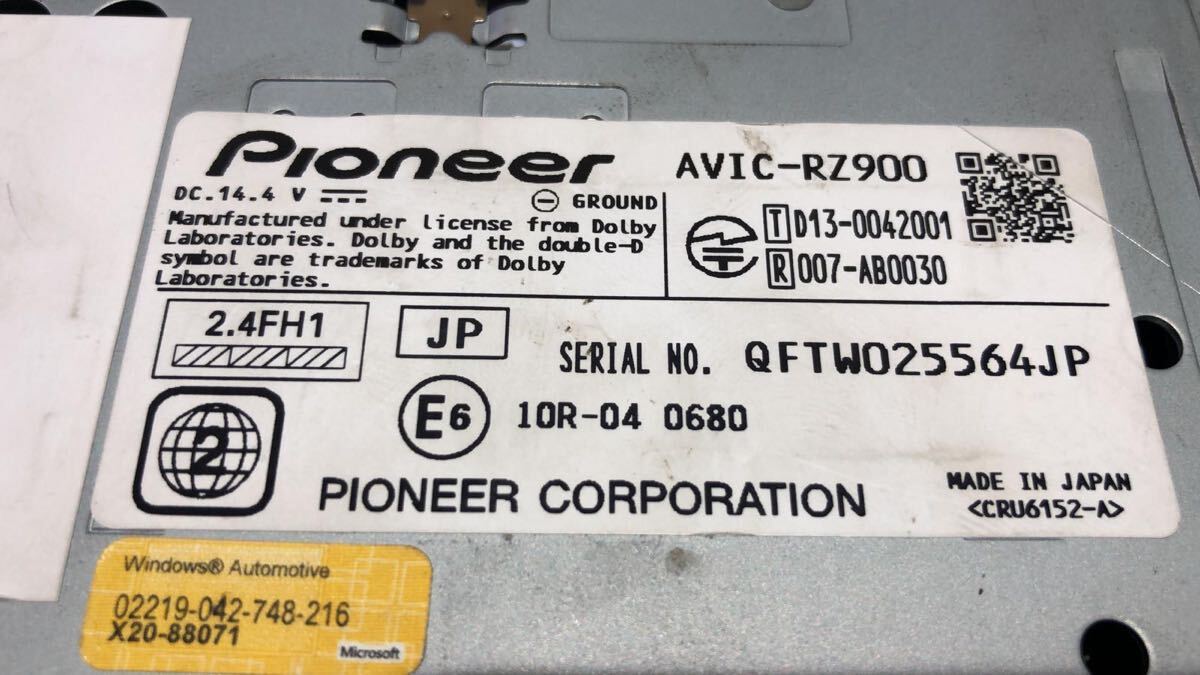 Pioneer
AVIC-RZ900
DC.14.4 V
GROUND
Manufactured under license from Dolby
Laboratories. Dolby and the double-D
symbol are trademarks of Dolby
Laboratories.
T D13-0042001
R 007-AB0030
2.4FH1
JP
SERIAL NO. QFTW025564JP
2
E6 10R-04 0680
PIONEER CORPORATION
MADE IN JAPAN
<CRU6152-A>
Windows® Automotive
02219-042-748-216
X20-88071
Microsoft